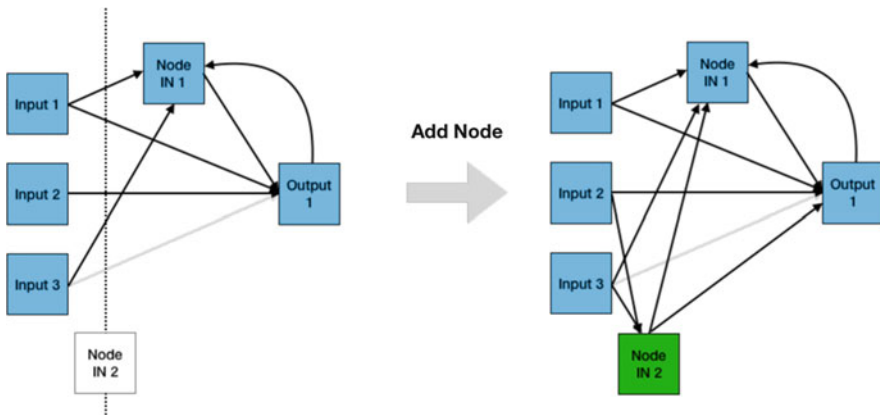 Node
IN 1
Input 1
Input 2
Output
1
Input 3
Node
IN 2
Add Node
Node
IN 1
Input 1
Input 2
Output
1
Input 3
Node
IN 2